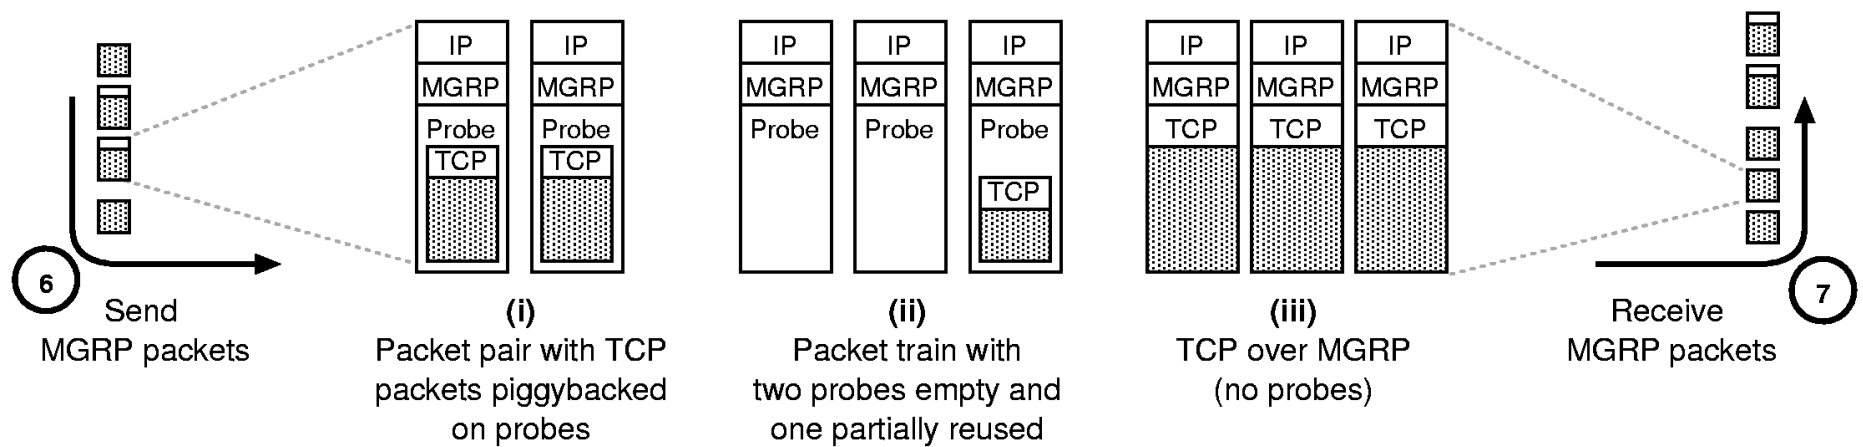 IP IP IP IP IP IP IP IP
MGRP MGRP MGRP MGRP MGRP MGRP MGRP MGRP
Probe Probe Probe Probe Probe TCP TCP TCP
TCP TCP
TCP
6
7
Send
MGRP packets
(i)
Packet pair with TCP
packets piggybacked
on probes
(ii)
Packet train with
two probes empty and
one partially reused
(iii)
TCP over MGRP
(no probes)
Receive
MGRP packets